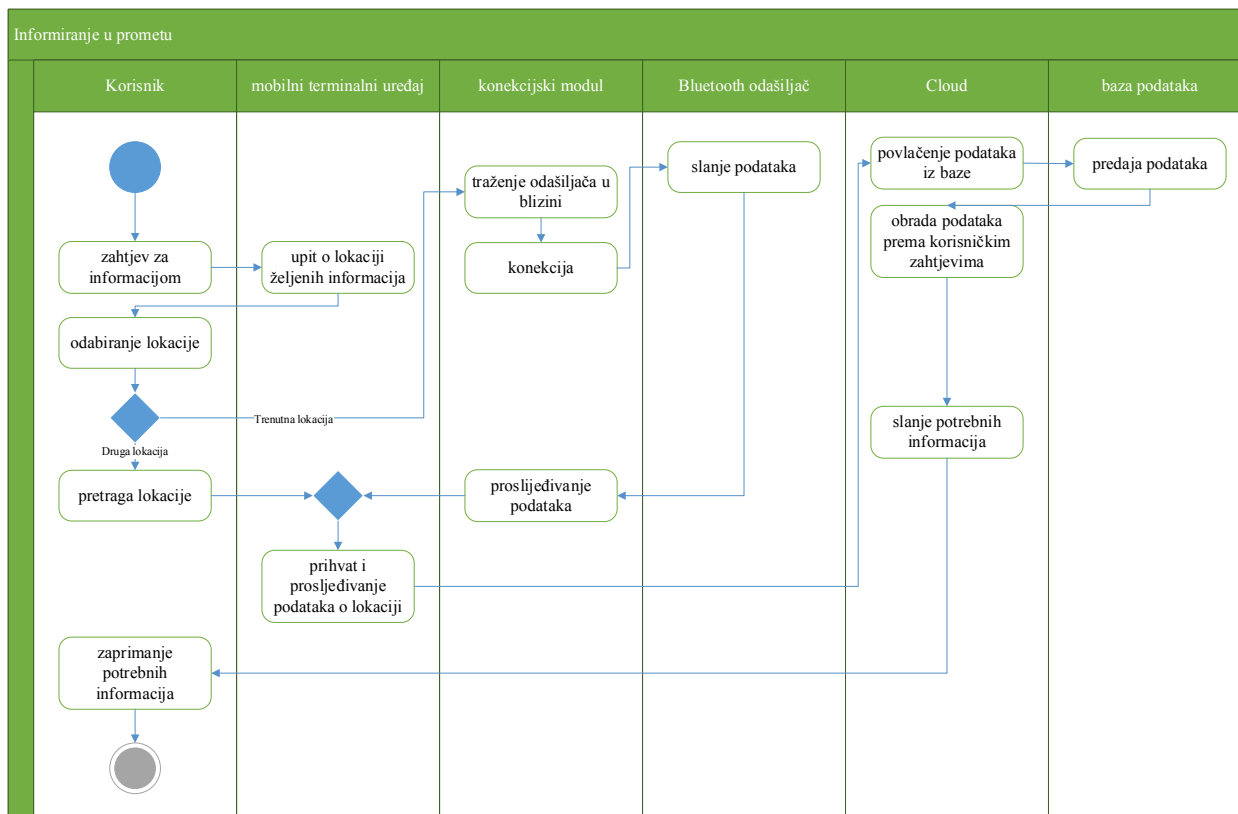 Informiranje u prometu
Korisnik
mobilni terminalni uređaj
konekcijski modul
Bluetooth odašiljač
Cloud
baza podataka
zahtjev za
informacijom
upit o lokaciji
željenih informacija
odabiranje lokacije
Trenutna lokacija
Druga lokacija
pretraga lokacije
traženje odašiljača u
blizini
konekcija
slanje podataka
proslijeđivanje
podataka
prihvat i
prosljeđivanje
podataka o lokaciji
povlačenje podataka
iz baze
predaja podataka
obrada podataka
prema korisničkim
zahtjevima
slanje potrebnih
informacija
zaprimanje
potrebnih
informacija